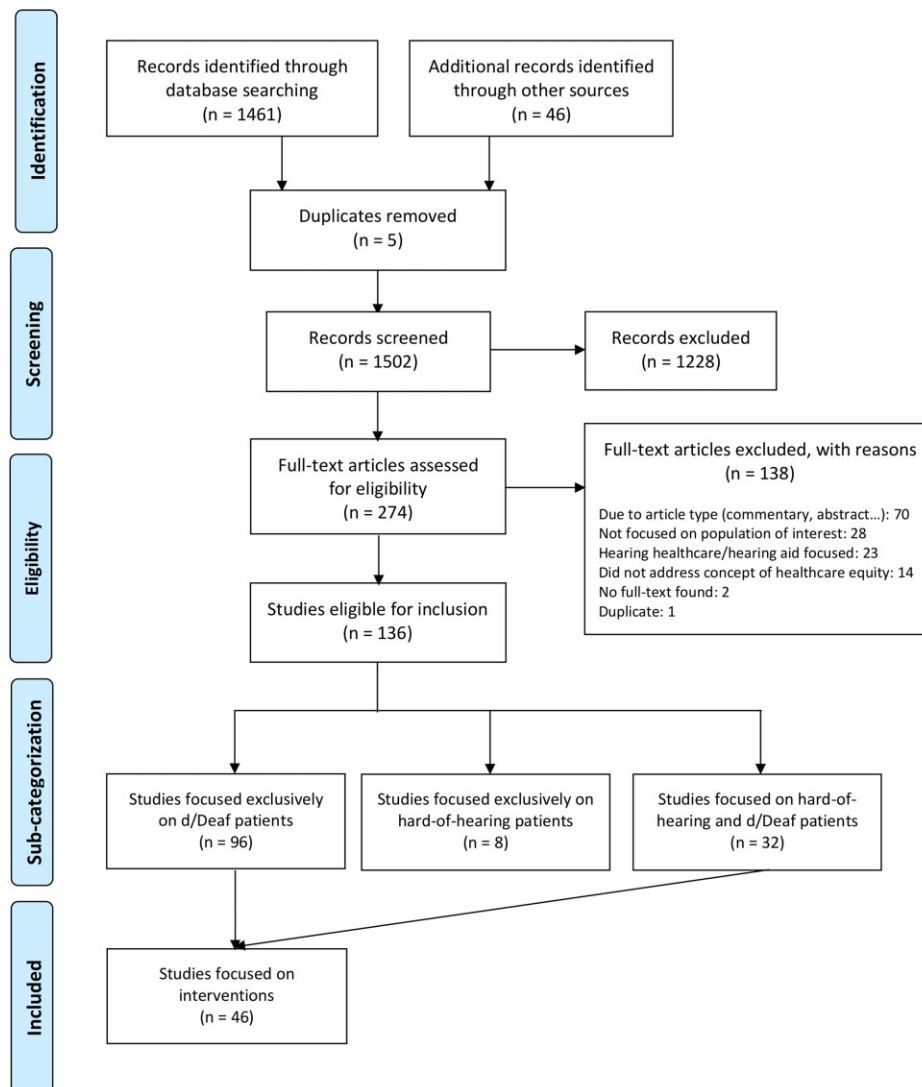 Identification
Records identified through
database searching
(n = 1461)
Additional records identified
through other sources
(n = 46)
Duplicates removed
(n = 5)
Screening
Records screened
(n = 1502)
Records excluded
(n = 1228)
Eligibility
Full-text articles assessed
for eligibility
(n = 274)
Full-text articles excluded, with reasons
(n = 138)
Due to article type (commentary, abstract...): 70
Not focused on population of interest: 28
Hearing healthcare/hearing aid focused: 23
Did not address concept of healthcare equity: 14
No full-text found: 2
Duplicate: 1
Studies eligible for inclusion
(n = 136)
Sub-categorization
Studies focused exclusively
on d/Deaf patients
(n = 96)
Studies focused exclusively on
hard-of-hearing patients
(n = 8)
Studies focused on hard-of-
hearing and d/Deaf patients
(n = 32)
Included
Studies focused on
interventions
(n = 46)